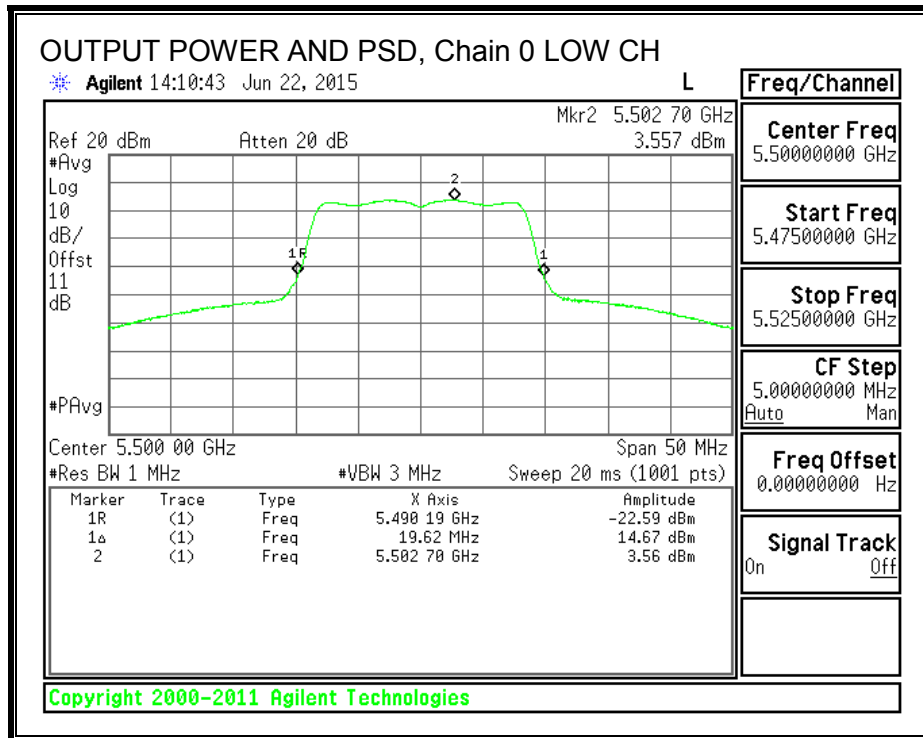 OUTPUT POWER AND PSD, Chain 0 LOW CH
Agilent 14:10:43 Jun 22, 2015 L
Mkr2 5.502 70 GHz
Ref 20 dBm Atten 20 dB 3.557 dBm
#Avg
Log
10
dB/
Offst
11
dB
#PAvg
1R
2
1
Center 5.500 00 GHz Span 50 MHz
#Res BW 1 MHz #VBW 3 MHz Sweep 20 ms (1001 pts)
Marker Trace Type X Axis Amplitude
1R (1) Freq 5.490 19 GHz -22.59 dBm
1Δ (1) Freq 19.62 MHz 14.67 dBm
2 (1) Freq 5.502 70 GHz 3.56 dBm
Copyright 2000-2011 Agilent Technologies
Freq/Channel
Center Freq
5.50000000 GHz
Start Freq
5.47500000 GHz
Stop Freq
5.52500000 GHz
CF Step
5.00000000 MHz
Auto Man
Freq Offset
0.00000000 Hz
Signal Track
On Off